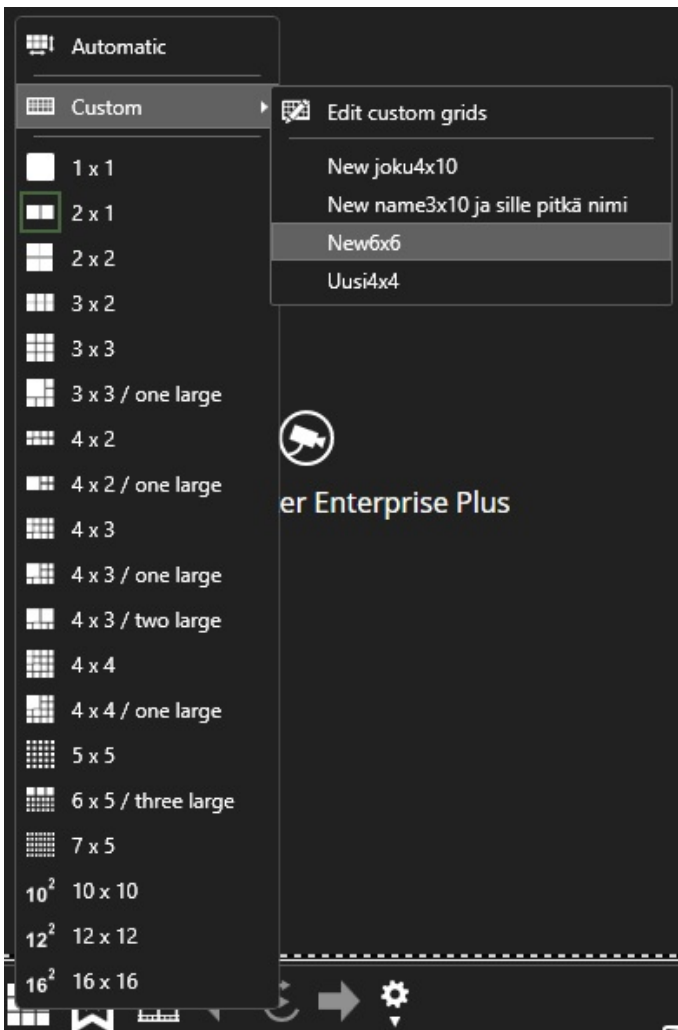 Automatic
Custom
Edit custom grids
New joku4x10
New name3x10 ja sille pitkä nimi
New6x6
Uusi4x4
1 x 1
2 x 1
2 x 2
3 x 2
3 x 3
3 x 3 / one large
4 x 2
4 x 2 / one large
4 x 3
4 x 3 / one large
4 x 3 / two large
4 x 4
4 x 4 / one large
5 x 5
6 x 5 / three large
7 x 5
10² 10 x 10
12² 12 x 12
16² 16 x 16
er Enterprise Plus